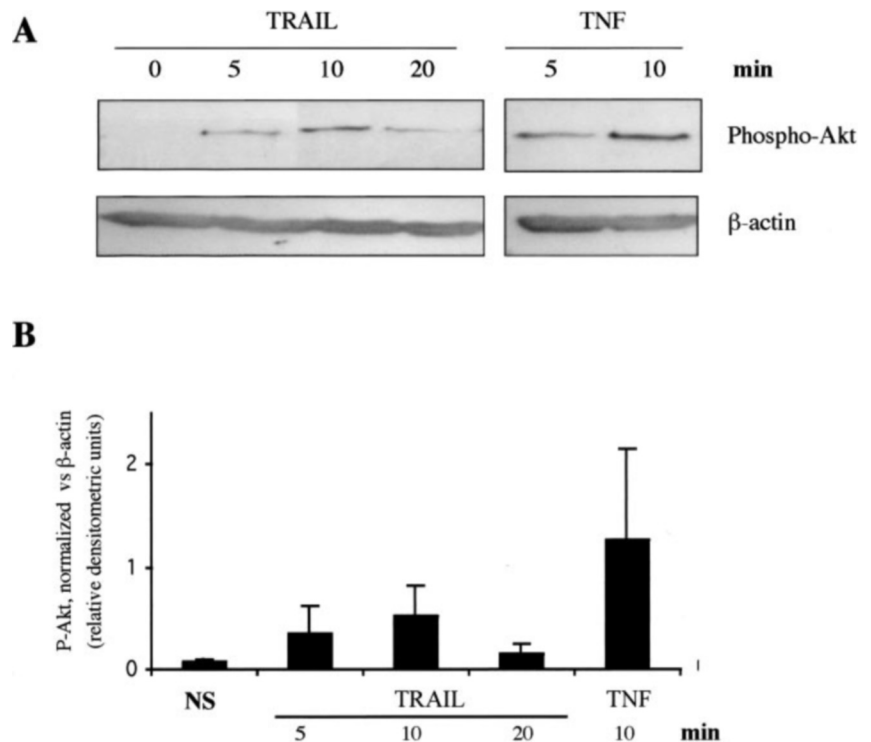 A
TRAIL TNF
0 5 10 20 5 10 min
Phospho-Akt
β-actin
B
P-Akt, normalized vs β-actin
(relative densitometric units)
2
1
0
NS TRAIL TNF
5 10 20 10 min